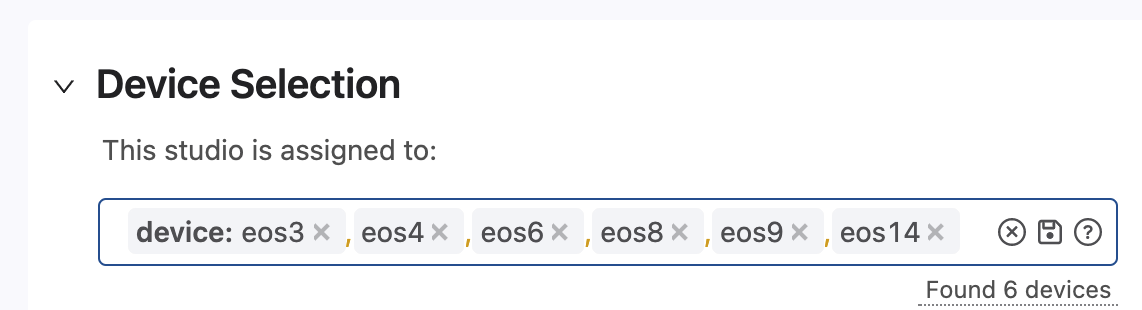 Device Selection
This studio is assigned to:
device: eos3 × , eos4 × , eos6 × , eos8 × , eos9 × , eos14 ×
Found 6 devices